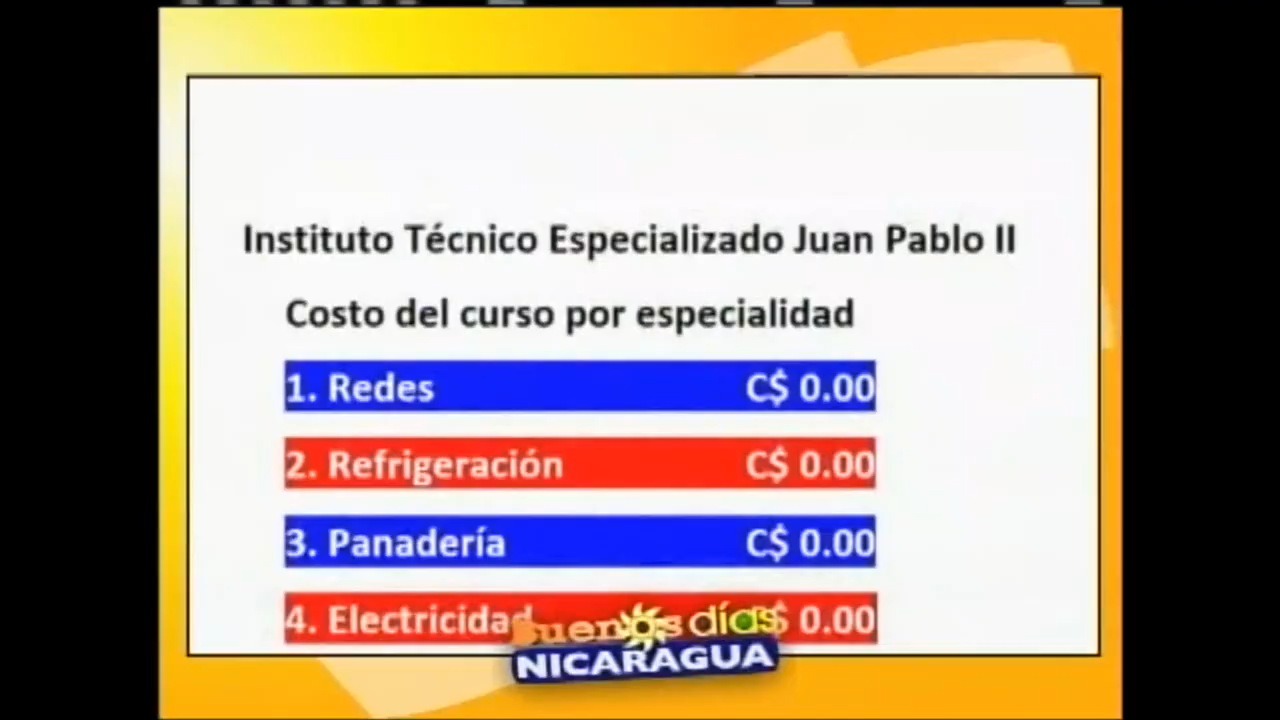 Instituto Técnico Especializado Juan Pablo II
Costo del curso por especialidad
1. Redes C$ 0.00
2. Refrigeración C$ 0.00
3. Panadería C$ 0.00
4. Electricidad C$ 0.00
Buenos días
NICARAGUA